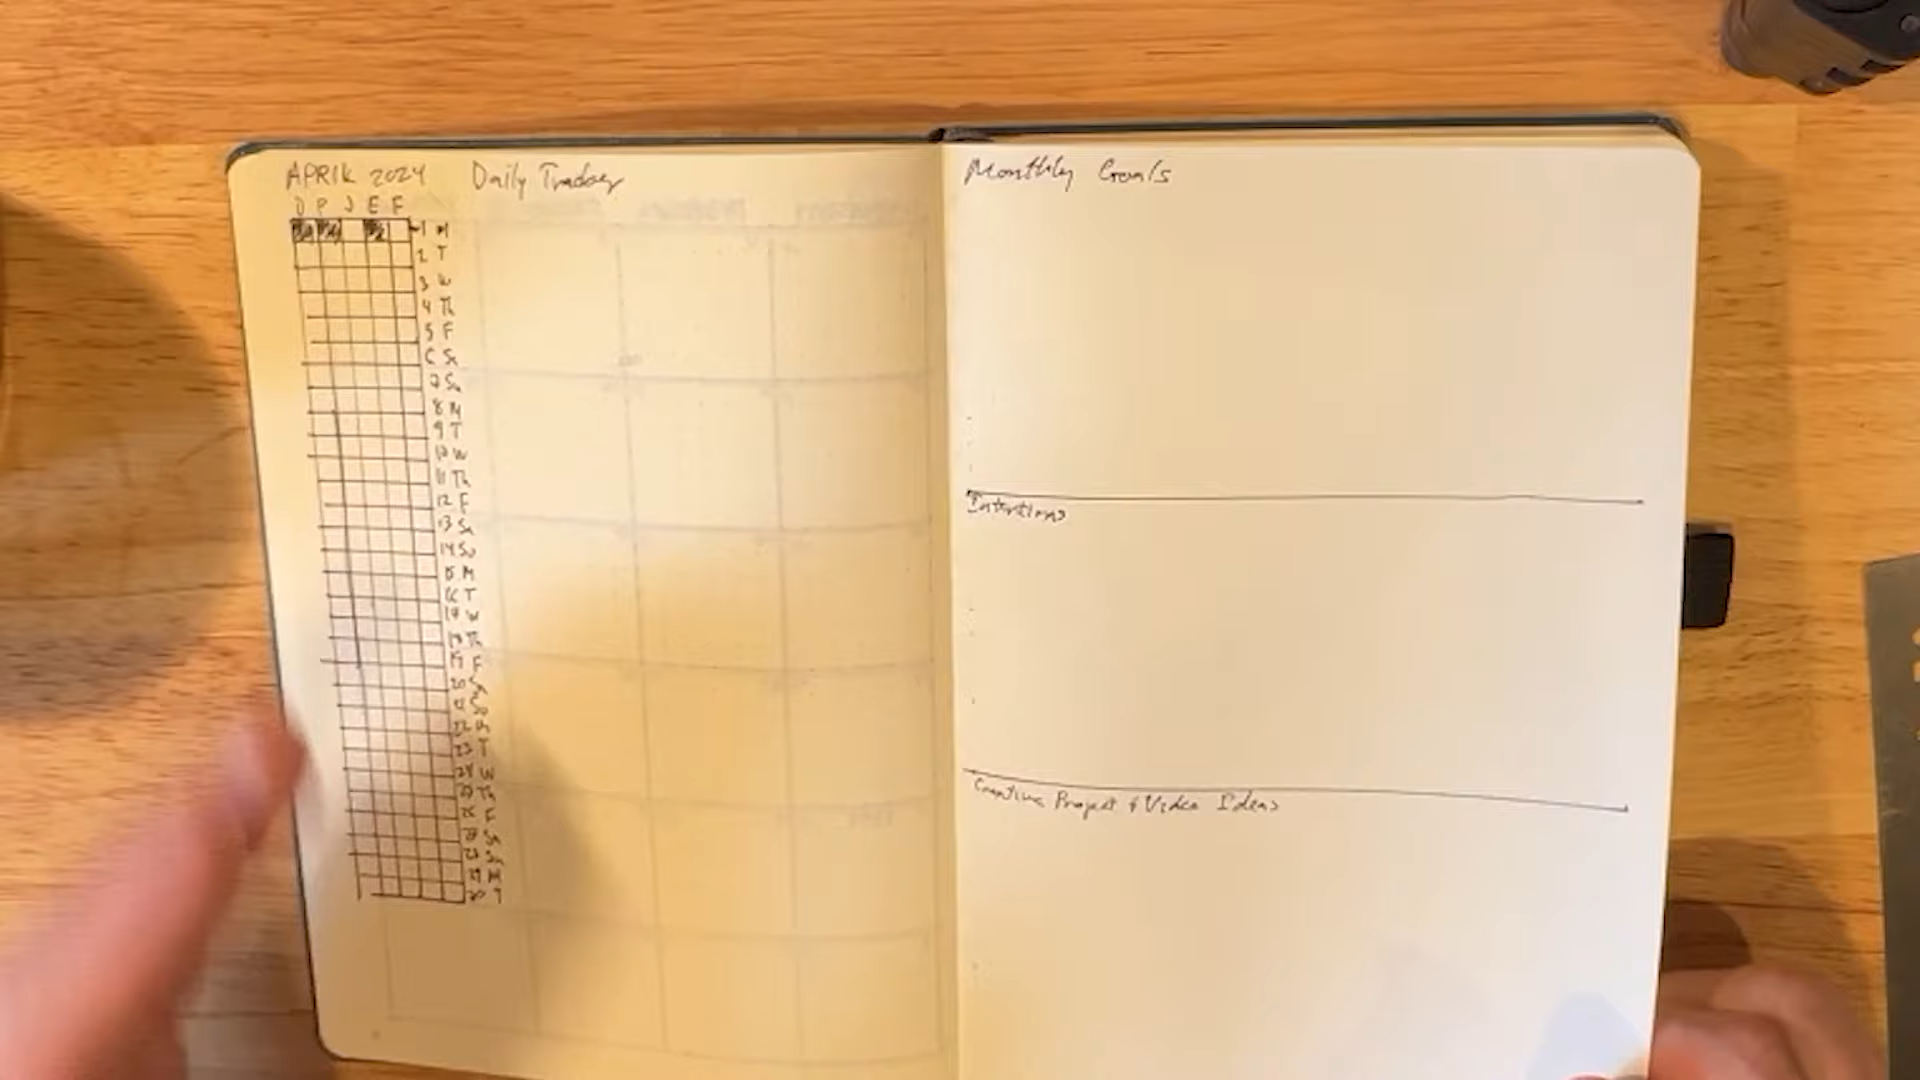 APRIL 2024 Daily Tracker
D P J E F
1 M
2 T
3 W
4 Th
5 F
6 Sa
7 Su
8 M
9 T
10 W
11 Th
12 F
13 Sa
14 Su
15 M
16 T
17 W
18 Th
19 F
20 Sa
21 Su
22 M
23 T
24 W
25 Th
26 F
27 Sa
28 Su
29 M
30 T
Monthly Goals
Intentions
Creative Project & Video Ideas